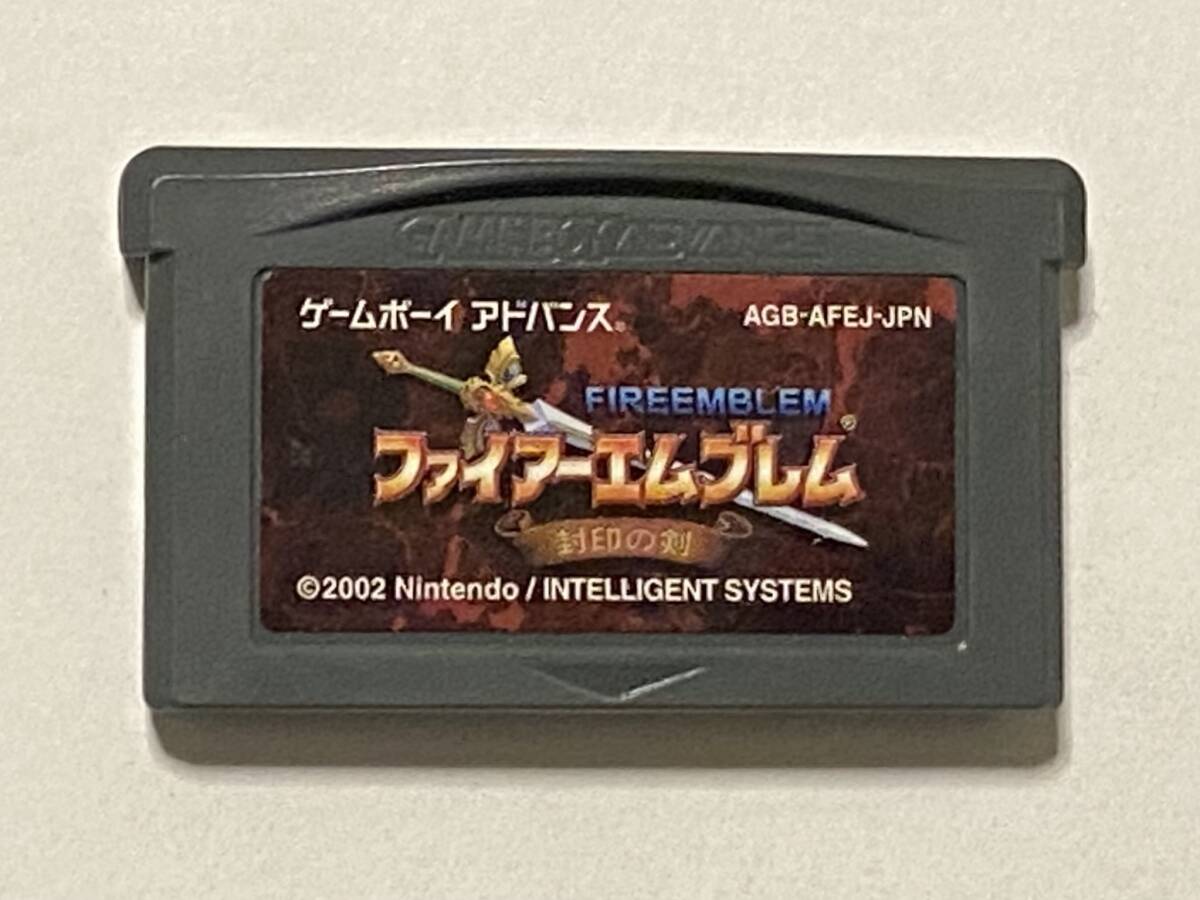 GAME BOY ADVANCE
ゲームボーイ アドバンス® AGB-AFEJ-JPN
FIREEMBLEM
ファイアーエムブレム®
封印の剣
©2002 Nintendo / INTELLIGENT SYSTEMS